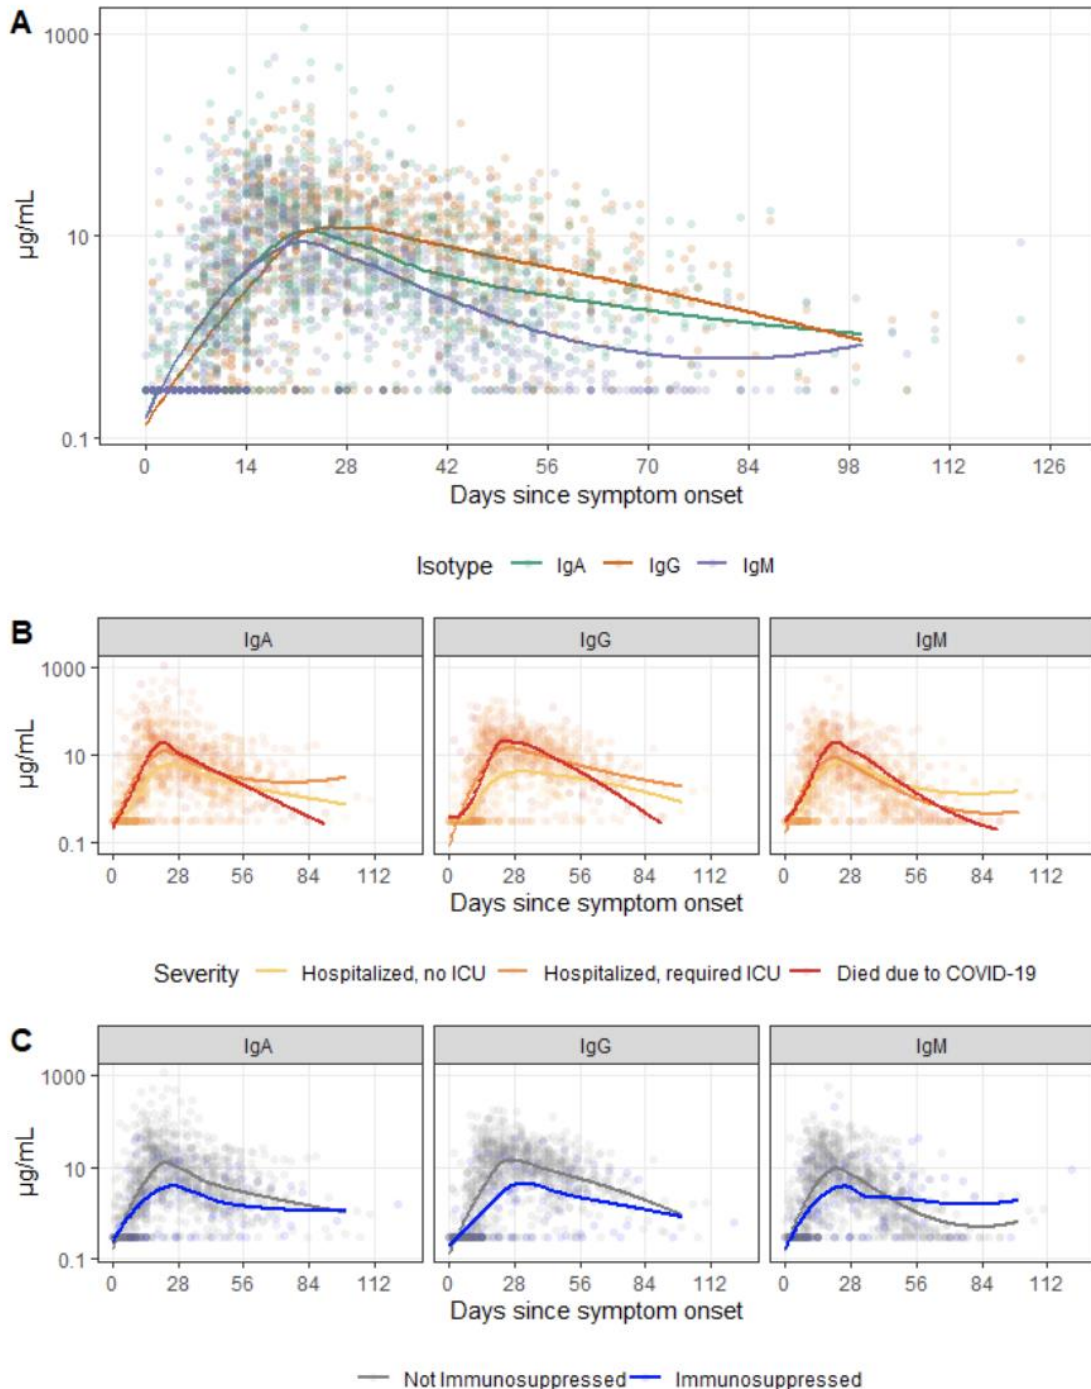 A
1000
10
0.1
µg/mL
0 14 28 42 56 70 84 98 112 126
Days since symptom onset
Isotype IgA IgG IgM
B
IgA IgG IgM
1000
10
0.1
µg/mL
0 28 56 84 112 0 28 56 84 112 0 28 56 84 112
Days since symptom onset
Severity Hospitalized, no ICU Hospitalized, required ICU Died due to COVID-19
C
IgA IgG IgM
1000
10
0.1
µg/mL
0 28 56 84 112 0 28 56 84 112 0 28 56 84 112
Days since symptom onset
Not Immunosuppressed Immunosuppressed